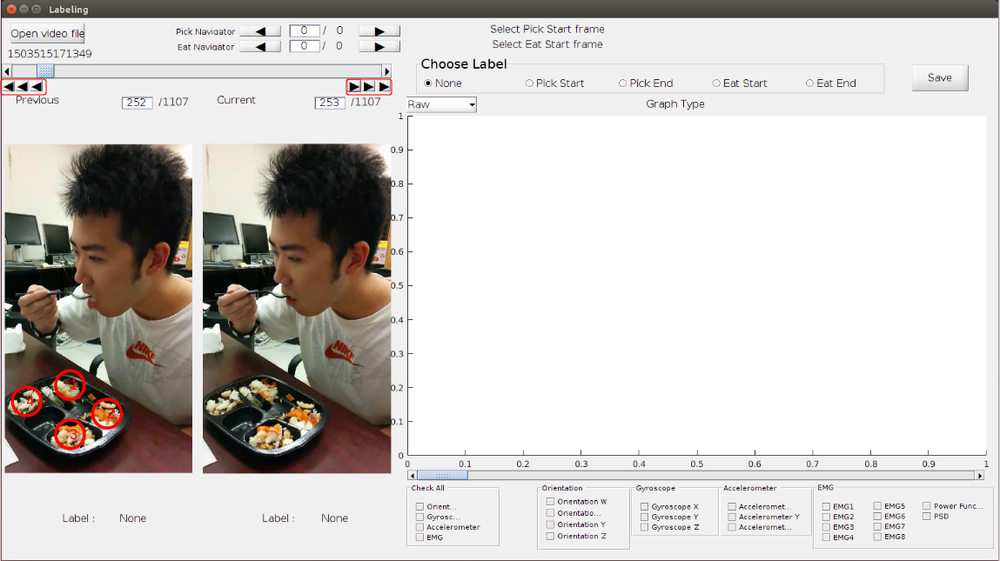 Labeling
Open video file
1503515171349
Pick Navigator 0 / 0
Eat Navigator 0 / 0
Select Pick Start frame
Select Eat Start frame
Choose Label
None Pick Start Pick End Eat Start Eat End
Save
Previous 252 /1107 Current 253 /1107
Raw
Graph Type
NIKE
NIKE
1
4
2
3
1
0.9
0.8
0.7
0.6
0.5
0.4
0.3
0.2
0.1
0
0 0.1 0.2 0.3 0.4 0.5 0.6 0.7 0.8 0.9 1
Label : None
Label : None
Check All
Orient...
Gyrosc...
Accelerometer
EMG
Orientation
Orientation W
Orientatio...
Orientation Y
Orientation Z
Gyroscope
Gyroscope X
Gyroscope Y
Gyroscope Z
Accelerometer
Acceleromet...
Accelerometer Y
Acceleromet...
EMG
EMG1
EMG2
EMG3
EMG4
EMG5
EMG6
EMG7
EMG8
Power Func...
PSD